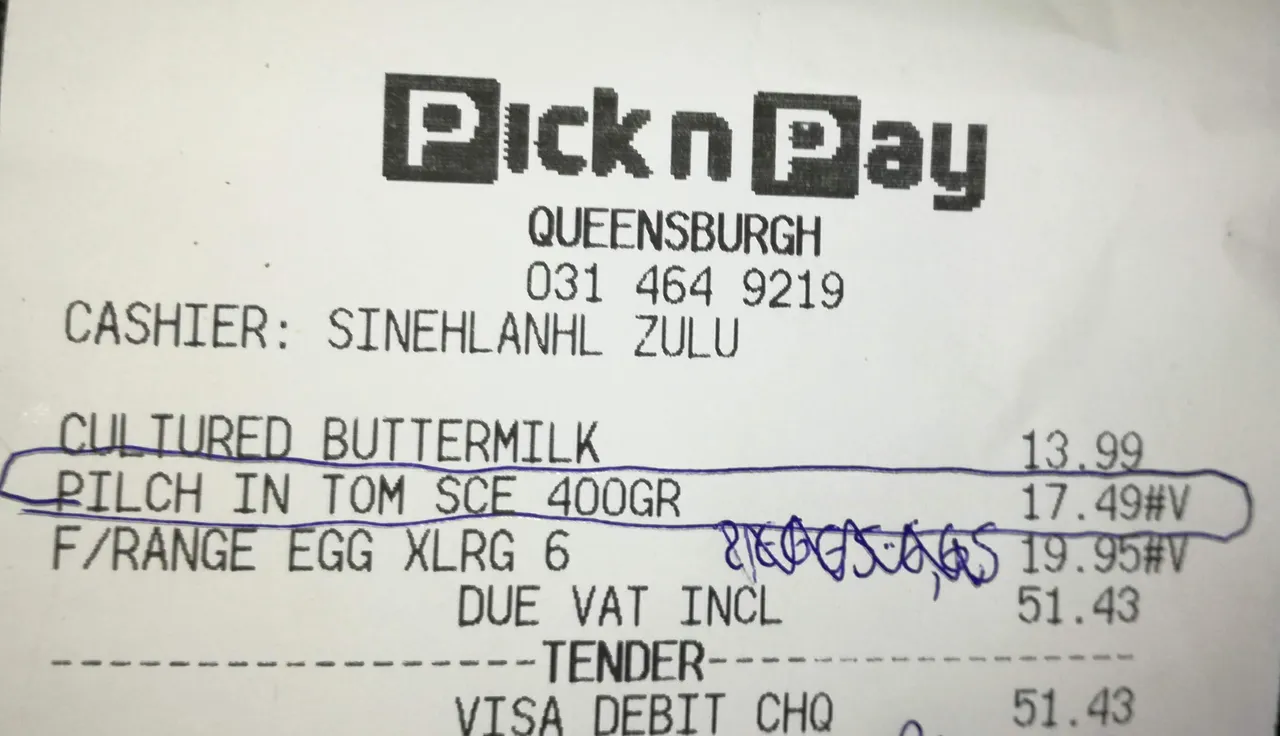 Pick n Pay
QUEENSBURGH
031 464 9219
CASHIER: SINEHLANHL ZULU
CULTURED BUTTERMILK 13.99
PILCH IN TOM SCE 400GR 17.49#V
F/RANGE EGG XLRG 6 19.95#V
DUE VAT INCL 51.43
------------------TENDER------------------
VISA DEBIT CHQ 51.43